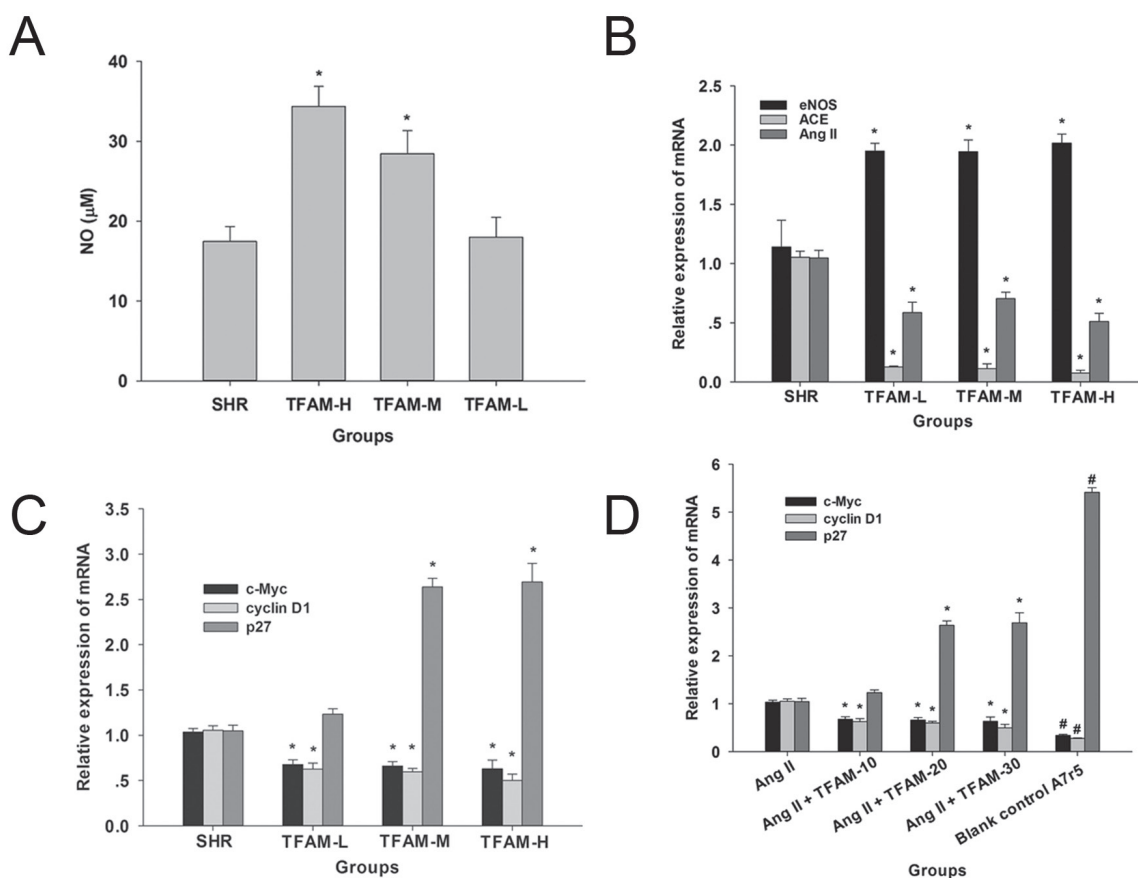 A
40
30
20
10
0
NO (μM)
*
*
SHR
TFAM-H
TFAM-M
TFAM-L
Groups
B
2.5
2.0
1.5
1.0
.5
0.0
Relative expression of mRNA
eNOS
ACE
Ang II
*
*
*
*
*
*
*
*
*
SHR
TFAM-L
TFAM-M
TFAM-H
Groups
C
3.5
3.0
2.5
2.0
1.5
1.0
.5
0.0
Relative expression of mRNA
c-Myc
cyclin D1
p27
*
*
* *
* *
* *
SHR
TFAM-L
TFAM-M
TFAM-H
Groups
D
6
5
4
3
2
1
0
Relative expression of mRNA
c-Myc
cyclin D1
p27
#
*
*
* *
* *
* *
# #
Ang II
Ang II + TFAM-10
Ang II + TFAM-20
Ang II + TFAM-30
Blank control A7r5
Groups